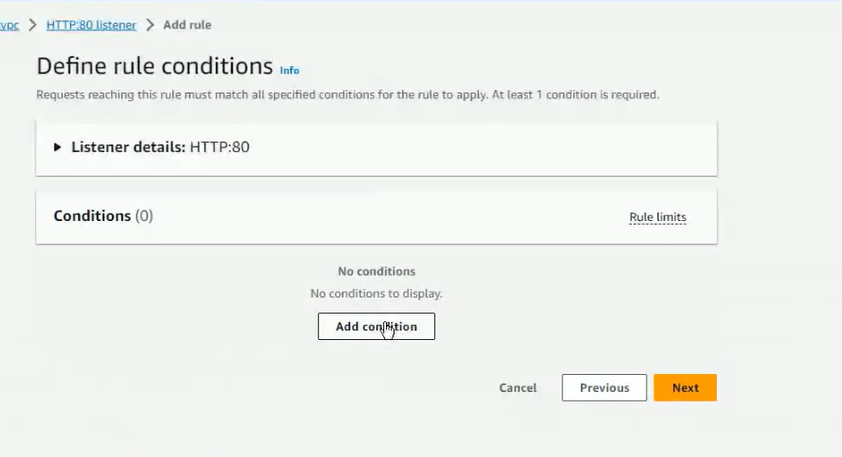 vpc > HTTP:80 listener > Add rule
Define rule conditions Info
Requests reaching this rule must match all specified conditions for the rule to apply. At least 1 condition is required.
Listener details: HTTP:80
Conditions (0) Rule limits
No conditions
No conditions to display.
Add condition
Cancel Previous Next